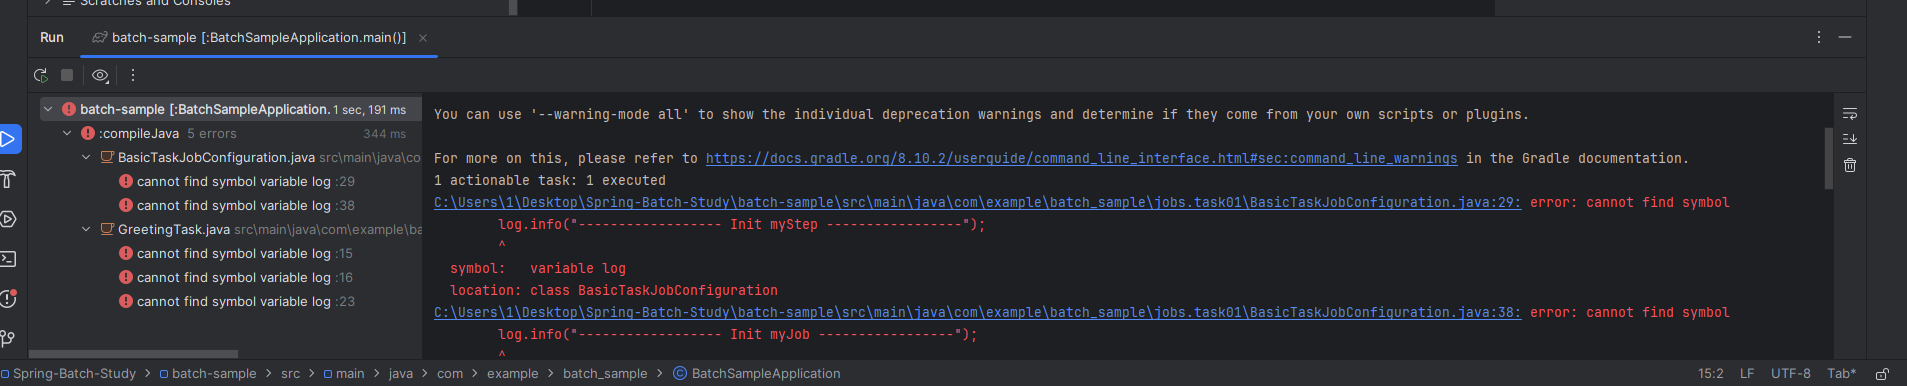 Scratches and Consoles
Run
batch-sample [:BatchSampleApplication.main()]
batch-sample [:BatchSampleApplication. 1 sec, 191 ms
:compileJava 5 errors 344 ms
BasicTaskJobConfiguration.java src\main\java\co
cannot find symbol variable log :29
cannot find symbol variable log :38
GreetingTask.java src\main\java\com\example\ba
cannot find symbol variable log :15
cannot find symbol variable log :16
cannot find symbol variable log :23
You can use '--warning-mode all' to show the individual deprecation warnings and determine if they come from your own scripts or plugins.
For more on this, please refer to https://docs.gradle.org/8.10.2/userguide/command_line_interface.html#sec:command_line_warnings in the Gradle documentation.
1 actionable task: 1 executed
C:\Users\1\Desktop\Spring-Batch-Study\batch-sample\src\main\java\com\example\batch_sample\jobs.task01\BasicTaskJobConfiguration.java:29: error: cannot find symbol
log.info("------------------ Init myStep -----------------");
^
symbol:   variable log
location: class BasicTaskJobConfiguration
C:\Users\1\Desktop\Spring-Batch-Study\batch-sample\src\main\java\com\example\batch_sample\jobs.task01\BasicTaskJobConfiguration.java:38: error: cannot find symbol
log.info("------------------ Init myJob -----------------");
^
Spring-Batch-Study > batch-sample > src > main > java > com > example > batch_sample > BatchSampleApplication
15:2 LF UTF-8 Tab*